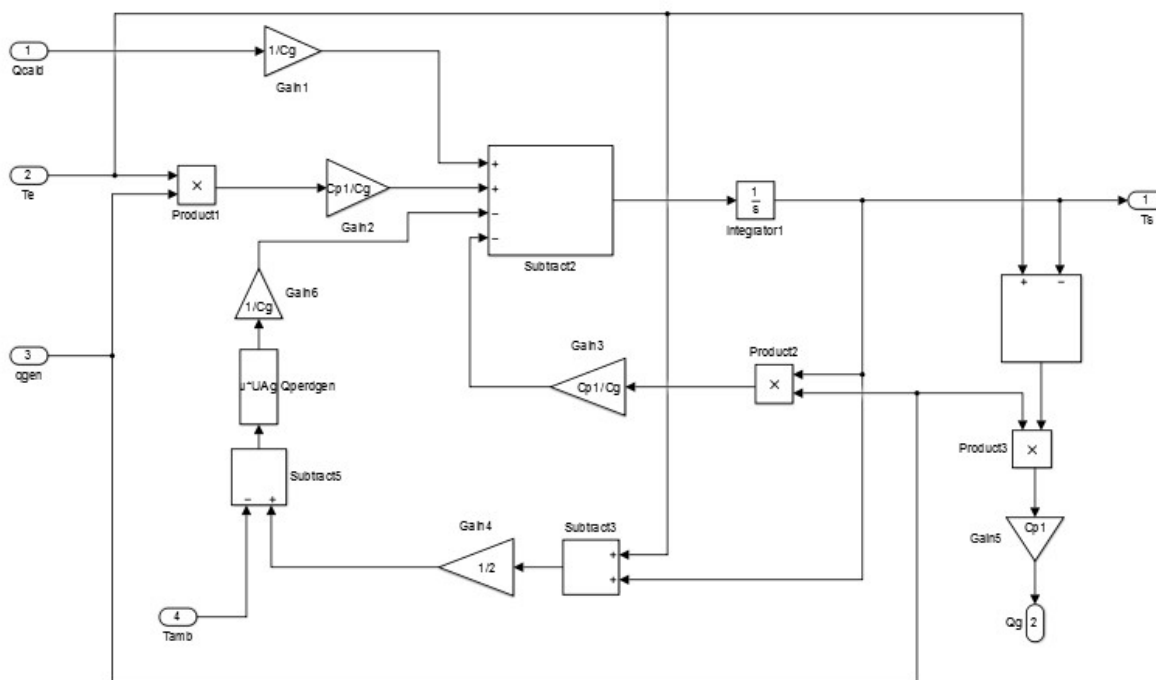 1
Qcald
1/Cg
Gain1
2
Te
×
Product1
Cp1/Cg
Gain2
+
+
−
−
Subtract2
1
s
Integrator1
1
Ts
+
−
1/Cg
Gain6
3
qgen
u*UAg
Qperdgen
Gain3
Cp1/Cg
Product2
×
Product3
×
−
+
Subtract5
Gain4
1/2
Subtract3
+
+
Cp1
Gain5
4
Tamb
Qg
2